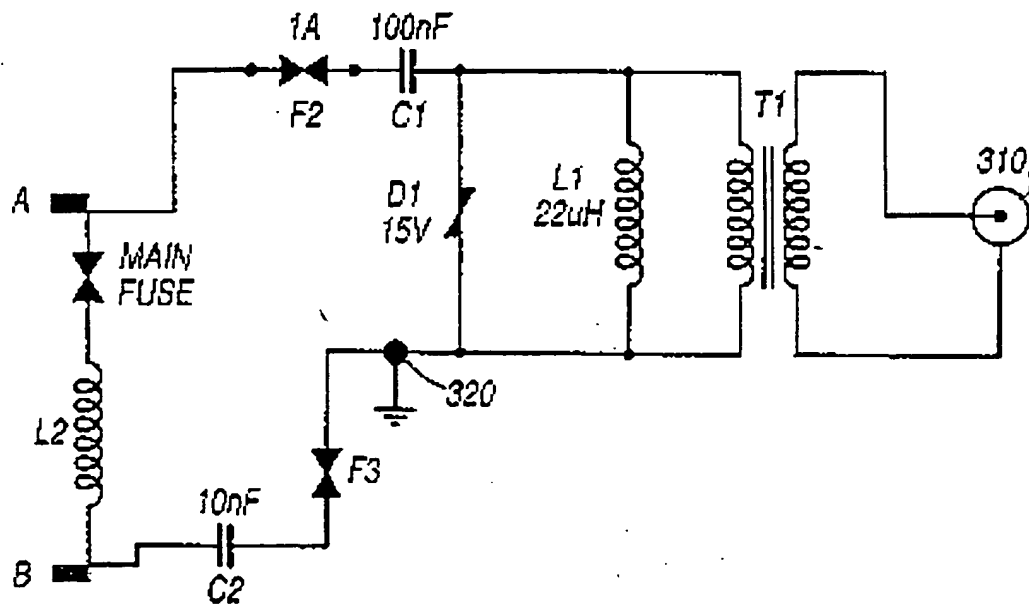 1A
F2
100nF
C1
T1
310
A
MAIN
FUSE
D1
15V
L1
22uH
320
L2
F3
10nF
C2
B